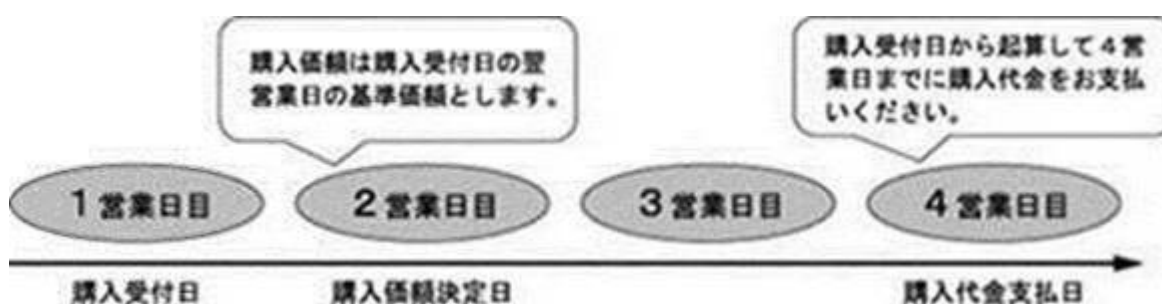 購入価額は購入受付日の翌
営業日の基準価額とします。
購入受付日から起算して4営
業日までに購入代金をお支払
いください。
1営業日目
2営業日目
3営業日目
4営業日目
購入受付日
購入価額決定日
購入代金支払日